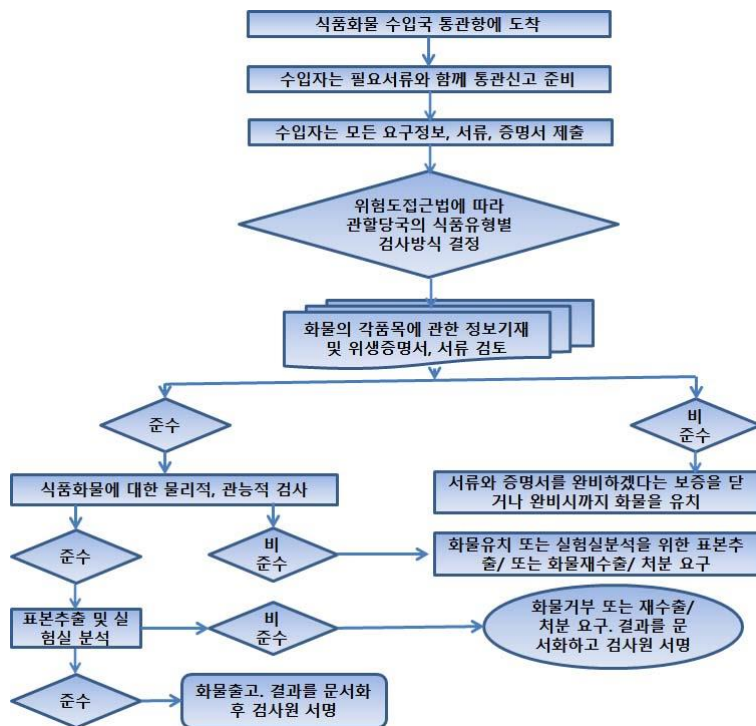 식품화물 수입국 통관항에 도착
수입자는 필요서류와 함께 통관신고 준비
수입자는 모든 요구정보, 서류, 증명서 제출
위험도접근법에 따라
관할당국의 식품유형별
검사방식 결정
화물의 각품목에 관한 정보기재
및 위생증명서, 서류 검토
준수
비
준수
식품화물에 대한 물리적, 관능적 검사
서류와 증명서를 완비하겠다는 보증을 닫
거나 완비시까지 화물을 유치
준수
비
준수
화물유치 또는 실험실분석을 위한 표본추
출/ 또는 화물재수출/ 처분 요구
표본추출 및 실
험실 분석
비
준수
화물거부 또는 재수출/
처분 요구. 결과를 문
서화하고 검사원 서명
준수
화물출고. 결과를 문서화
후 검사원 서명